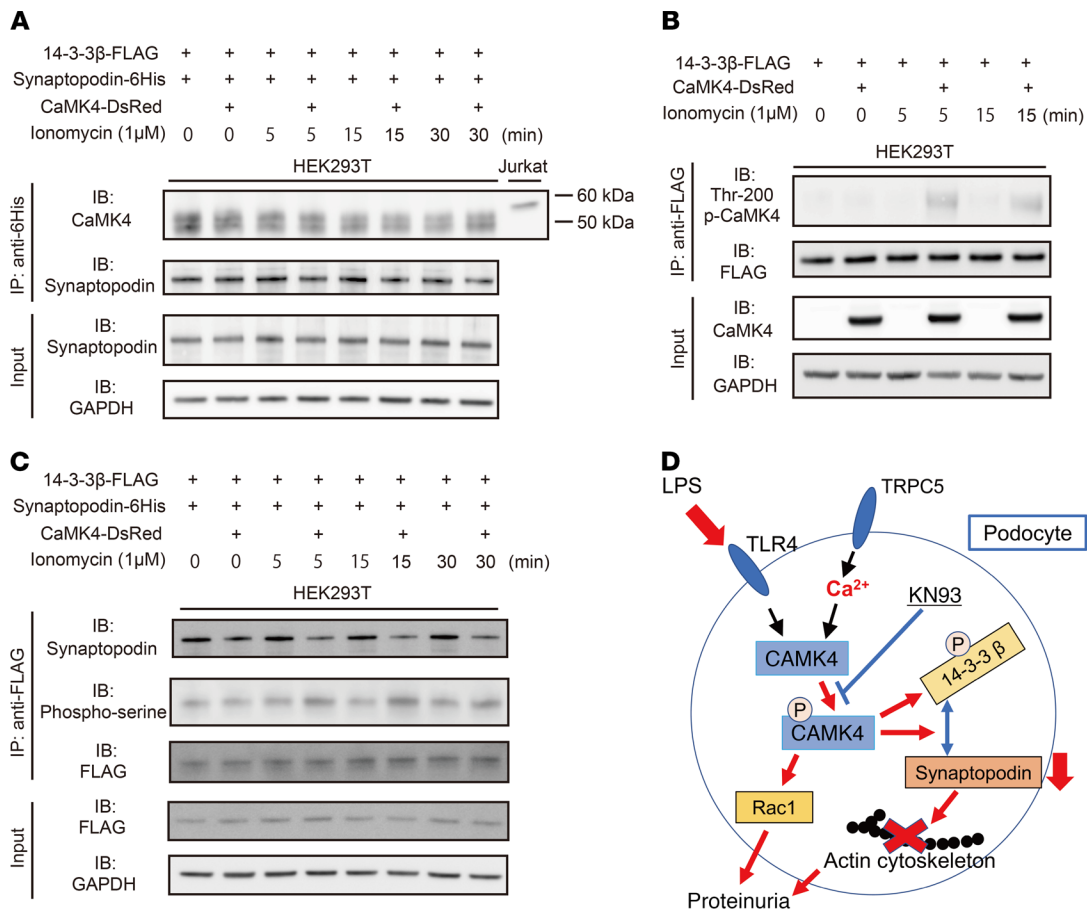 A
14-3-3β-FLAG + + + + + + + +
Synaptopodin-6His + + + + + + + +
CaMK4-DsRed + + + +
Ionomycin (1μM) 0 0 5 5 15 15 30 30 (min)
HEK293T Jurkat
IP: anti-6His
IB:
CaMK4
60 kDa
50 kDa
IB:
Synaptopodin
Input
IB:
Synaptopodin
IB:
GAPDH
B
14-3-3β-FLAG + + + + + +
CaMK4-DsRed + + +
Ionomycin (1μM) 0 0 5 5 15 15 (min)
HEK293T
IP: anti-FLAG
IB:
Thr-200
p-CaMK4
IB:
FLAG
Input
IB:
CaMK4
IB:
GAPDH
C
14-3-3β-FLAG + + + + + + + +
Synaptopodin-6His + + + + + + + +
CaMK4-DsRed + + + +
Ionomycin (1μM) 0 0 5 5 15 15 30 30 (min)
HEK293T
IP: anti-FLAG
IB:
Synaptopodin
IB:
Phospho-serine
IB:
FLAG
Input
IB:
FLAG
IB:
GAPDH
D
LPS
TRPC5
Podocyte
TLR4
Ca2+
KN93
CAMK4
P
14-3-3 β
P
CAMK4
Synaptopodin
Rac1
Actin cytoskeleton
Proteinuria